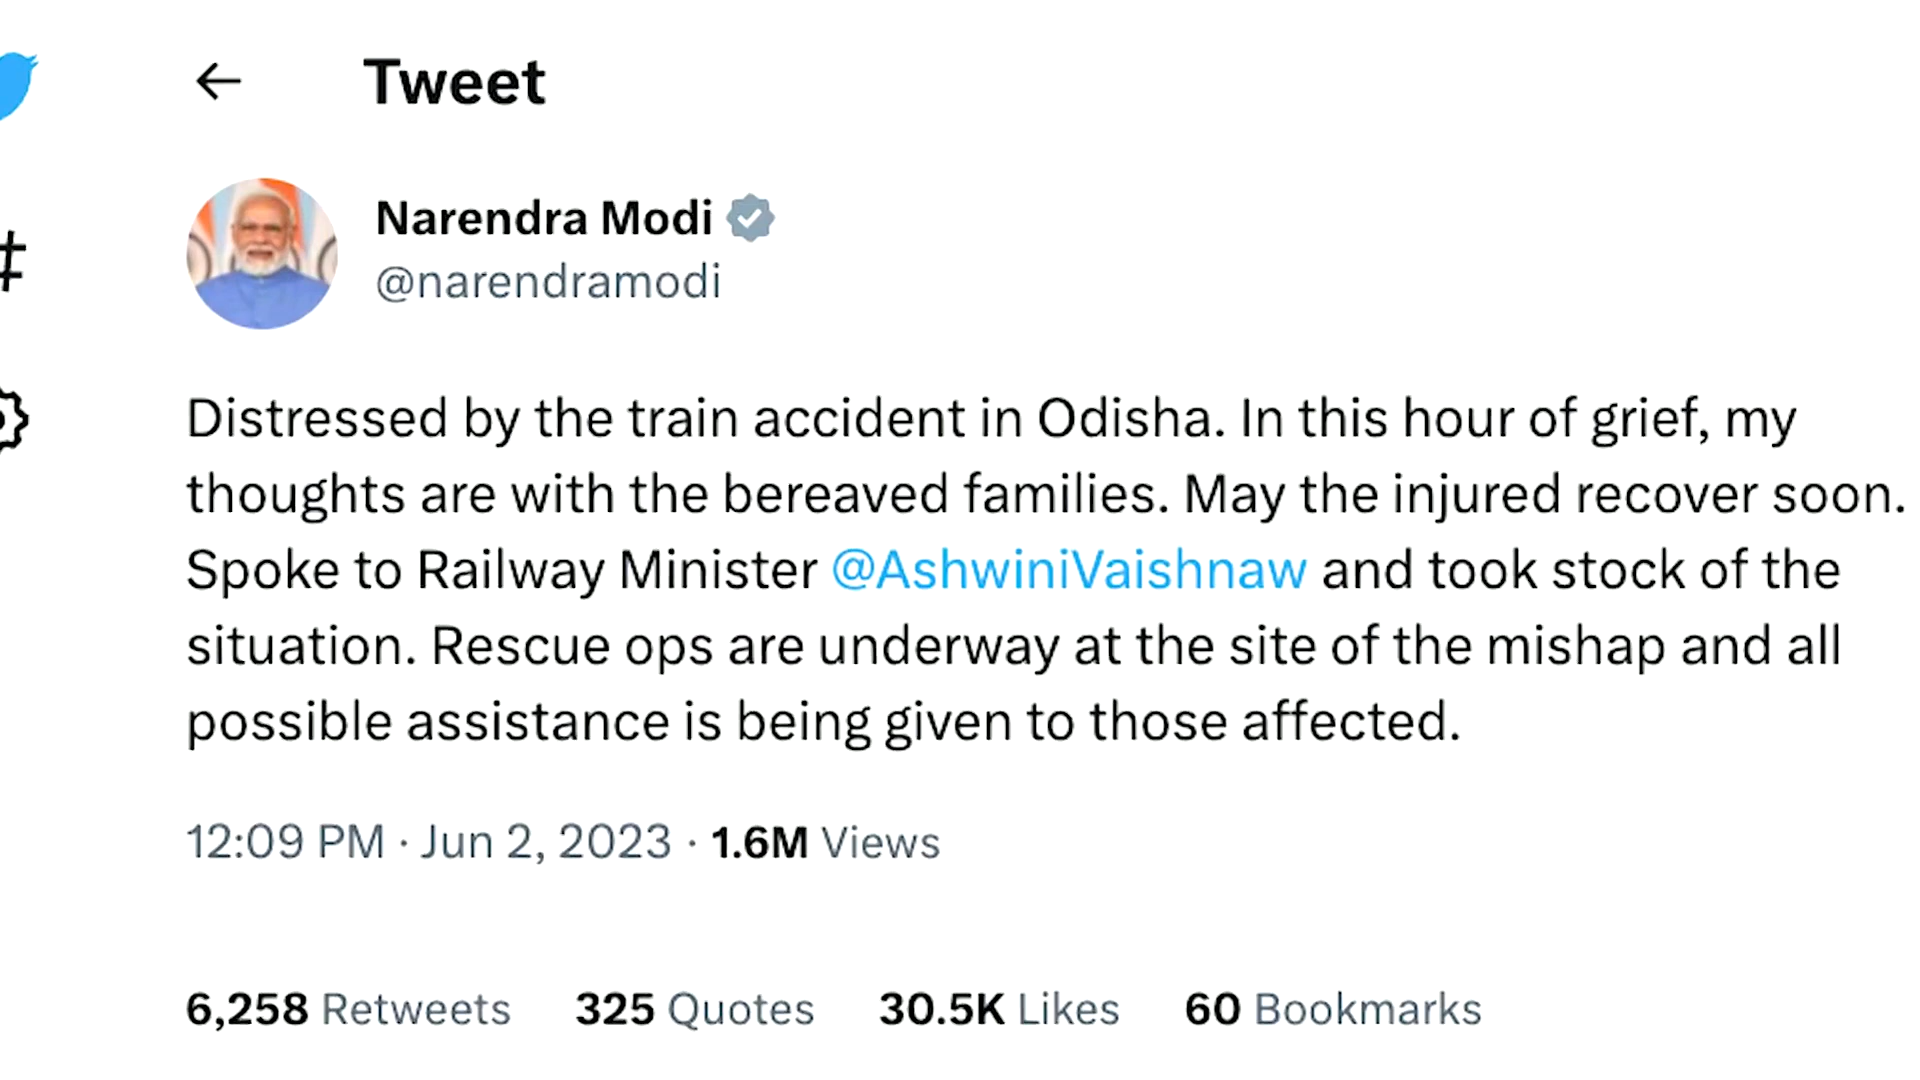 Tweet
Narendra Modi
@narendramodi
Distressed by the train accident in Odisha. In this hour of grief, my
thoughts are with the bereaved families. May the injured recover soon.
Spoke to Railway Minister @AshwiniVaishnaw and took stock of the
situation. Rescue ops are underway at the site of the mishap and all
possible assistance is being given to those affected.
12:09 PM · Jun 2, 2023 · 1.6M Views
6,258 Retweets 325 Quotes 30.5K Likes 60 Bookmarks